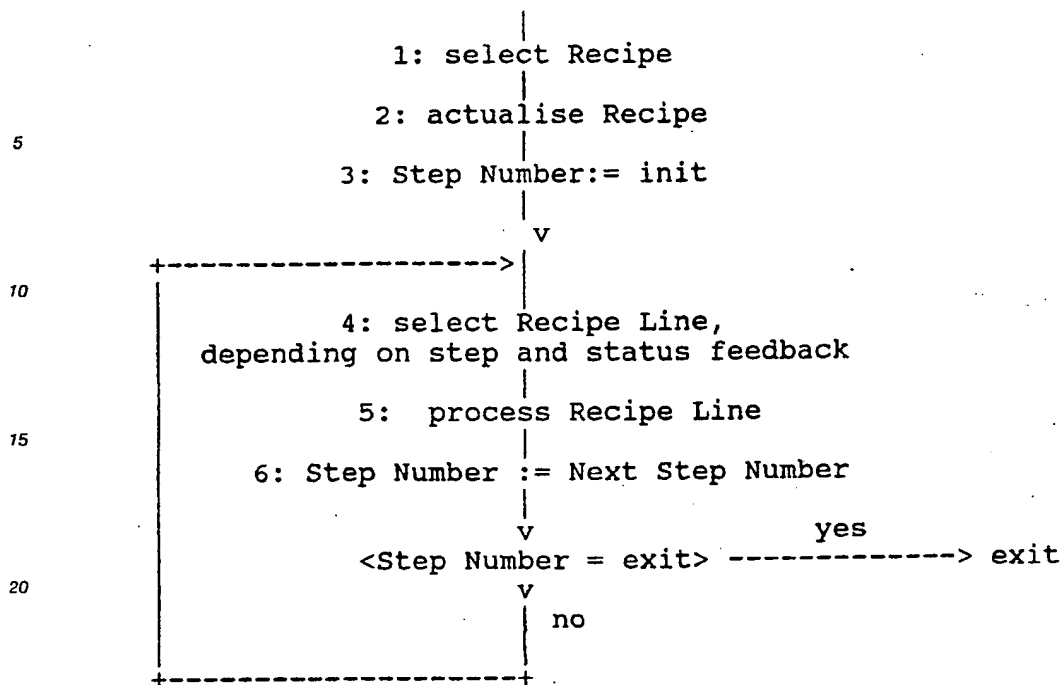 1: select Recipe
2: actualise Recipe
5
3: Step Number:= init
v
+------------------->
10
4: select Recipe Line,
depending on step and status feedback
5: process Recipe Line
15
6: Step Number := Next Step Number
v
yes
<Step Number = exit> -------------> exit
20
v
no
+---------------------+